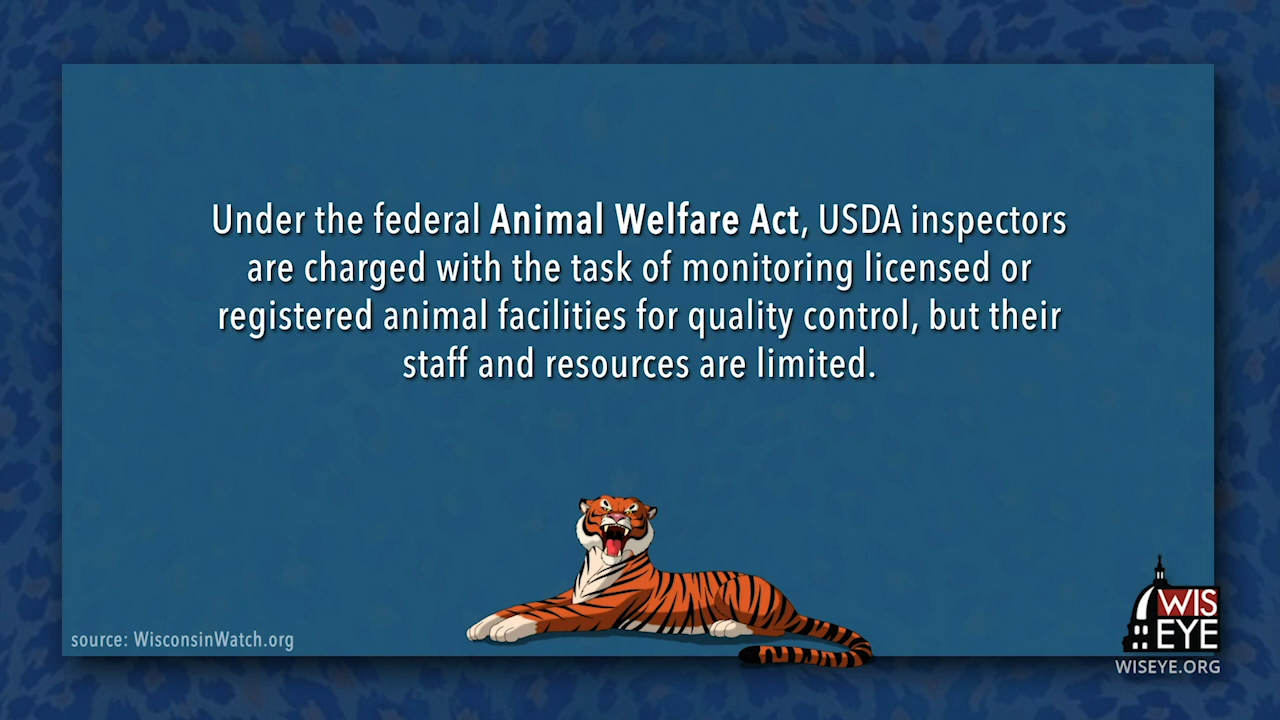 Under the federal Animal Welfare Act, USDA inspectors
are charged with the task of monitoring licensed or
registered animal facilities for quality control, but their
staff and resources are limited.
source: WisconsinWatch.org
WIS
EYE
WISEYE.ORG